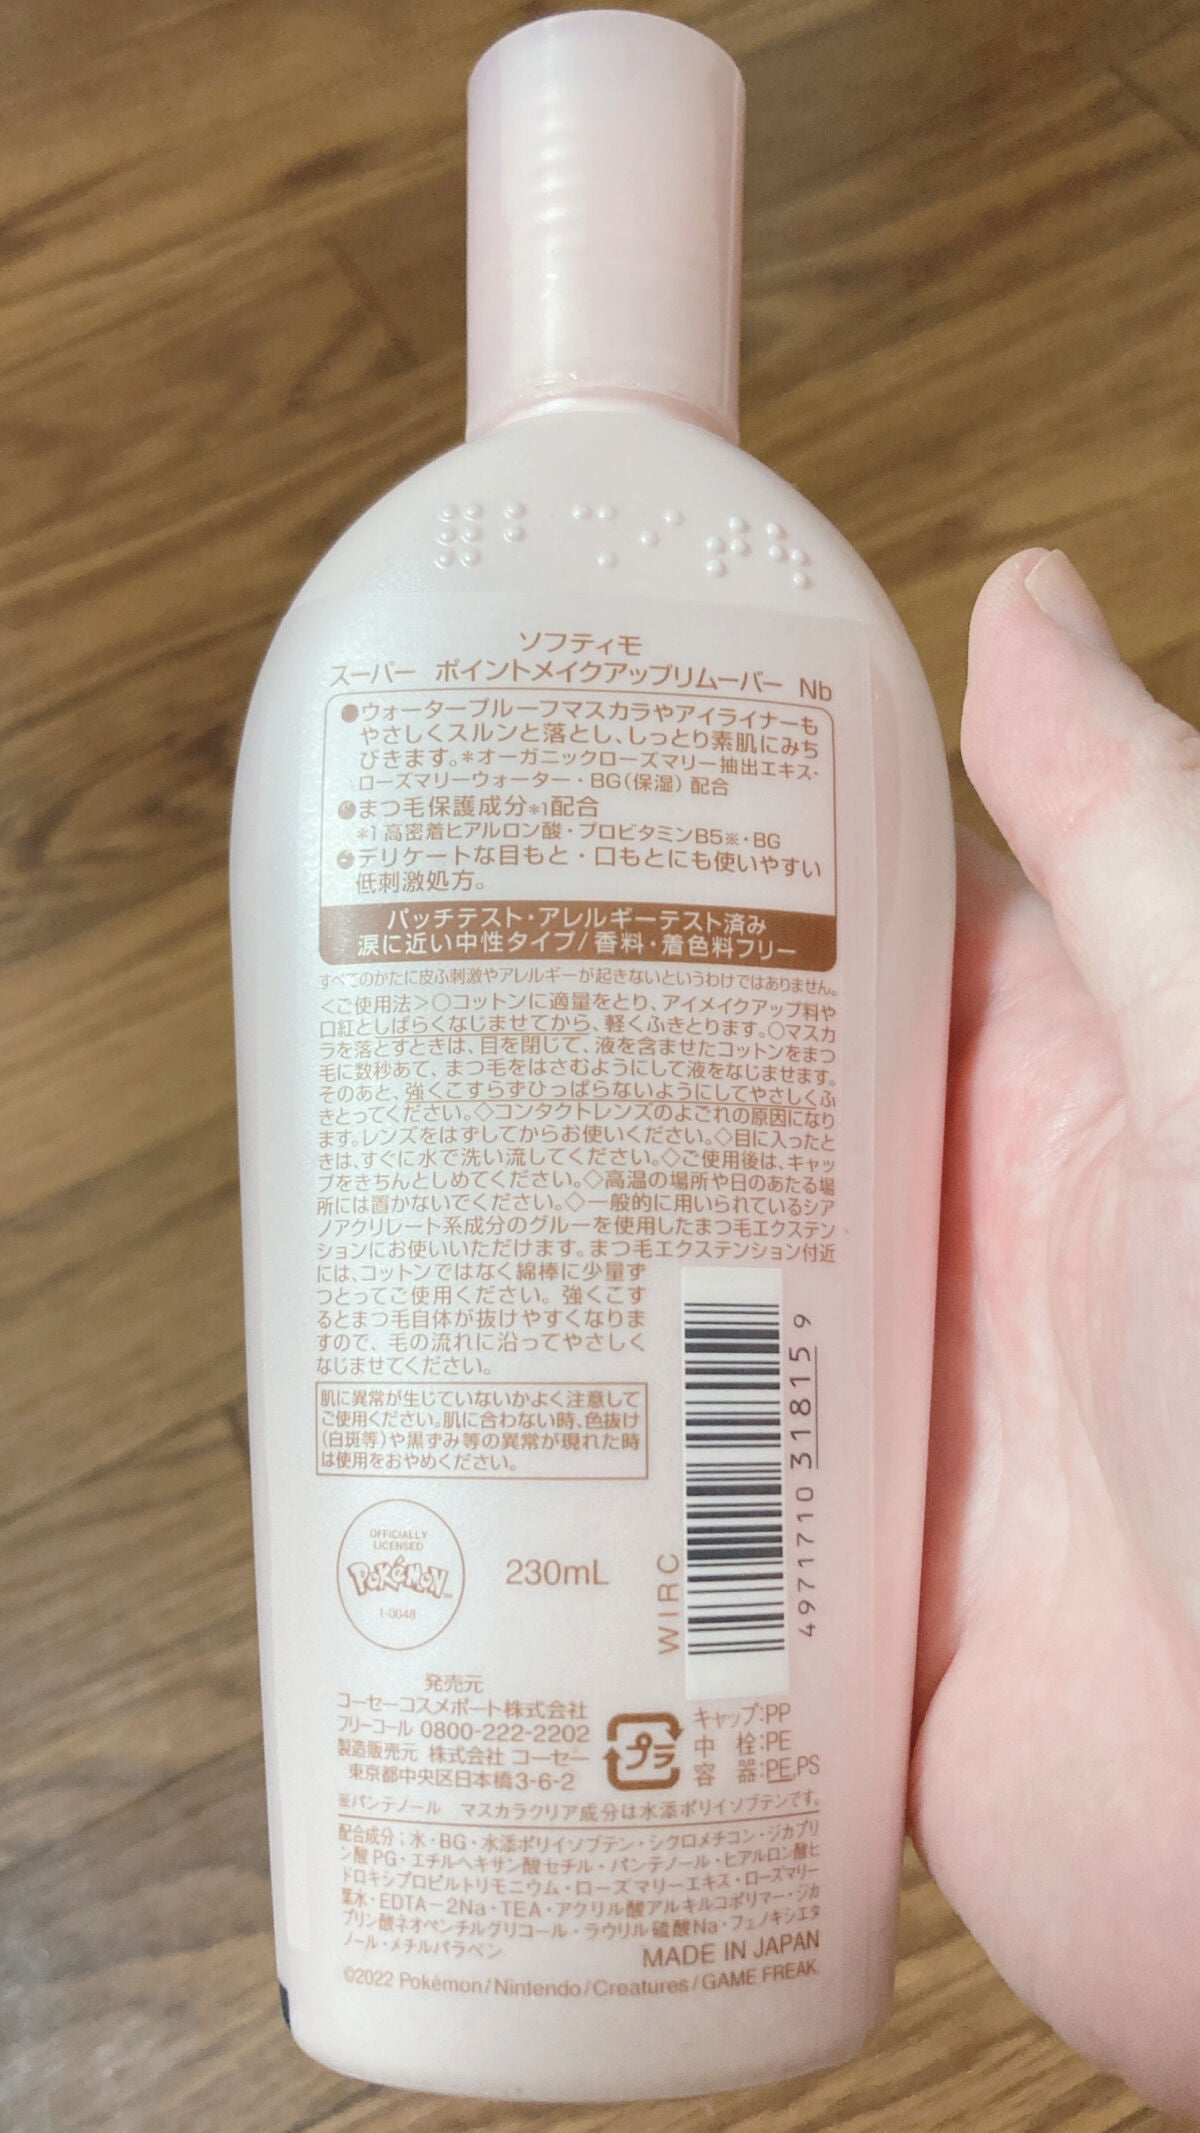 ソフティモ
スーパー ポイントメイクアップリムーバー Nb
●ウォータープルーフマスカラやアイライナーも
やさしくスルンと落とし、しっとり素肌にみち
びきます。*オーガニックローズマリー抽出エキス・
ローズマリーウォーター・BG(保湿) 配合
●まつ毛保護成分*1配合
*1 高密着ヒアルロン酸・プロビタミンB5※・BG
●デリケートな目もと・口もとにも使いやすい
低刺激処方。
パッチテスト・アレルギーテスト済み
涙に近い中性タイプ/香料・着色料フリー
すべてのかたに皮ふ刺激やアレルギーが起きないというわけではありません。
<ご使用法>○コットンに適量をとり、アイメイクアップ料や
口紅としばらくなじませてから、軽くふきとります。○マスカ
ラを落とすときは、目を閉じて、液を含ませたコットンをまつ
毛に数秒あて、まつ毛をはさむようにして液をなじませます。
そのあと、強くこすらずひっぱらないようにしてやさしくふ
きとってください。◇コンタクトレンズのよごれの原因になり
ます。レンズをはずしてからお使いください。◇目に入ったと
きは、すぐに水で洗い流してください。◇ご使用後は、キャッ
プをきちんとしめてください。◇高温の場所や日のあたる場
所には置かないでください。◇一般的に用いられているシア
ノアクリレート系成分のグルーを使用したまつ毛エクステン
ションにお使いいただけます。まつ毛エクステンション付近
には、コットンではなく綿棒に少量ず
つとってご使用ください。強くこす
るとまつ毛自体が抜けやすくなりま
すので、毛の流れに沿ってやさしく
なじませてください。
肌に異常が生じていないかよく注意して
ご使用ください。肌に合わない時、色抜け
(白斑等)や黒ずみ等の異常が現れた時
は使用をおやめください。
WIRC
4971710 318159
OFFICIALLY
LICENSED
POKéMON™
1-0048
230mL
発売元
コーセーコスメポート株式会社
フリーコール 0800-222-2202
製造販売元 株式会社 コーセー
東京都中央区日本橋3-6-2
プラ
キャップ:PP
中 栓:PE
容 器:PE,PS
※パンテノール マスカラクリア成分は水添ポリイソブテンです。
配合成分;水・BG・水添ポリイソブテン・シクロメチコン・ジカプリ
ン酸PG・エチルヘキサン酸セチル・パンテノール・ヒアルロン酸ヒ
ドロキシプロピルトリモニウム・ローズマリーエキス・ローズマリー
葉水・EDTA-2Na・TEA・アクリル酸アルキルコポリマー・ジカ
プリン酸ネオペンチルグリコール・ラウリル硫酸Na・フェノキシエタ
ノール・メチルパラベン
MADE IN JAPAN
©2022 Pokémon/Nintendo/Creatures/GAME FREAK